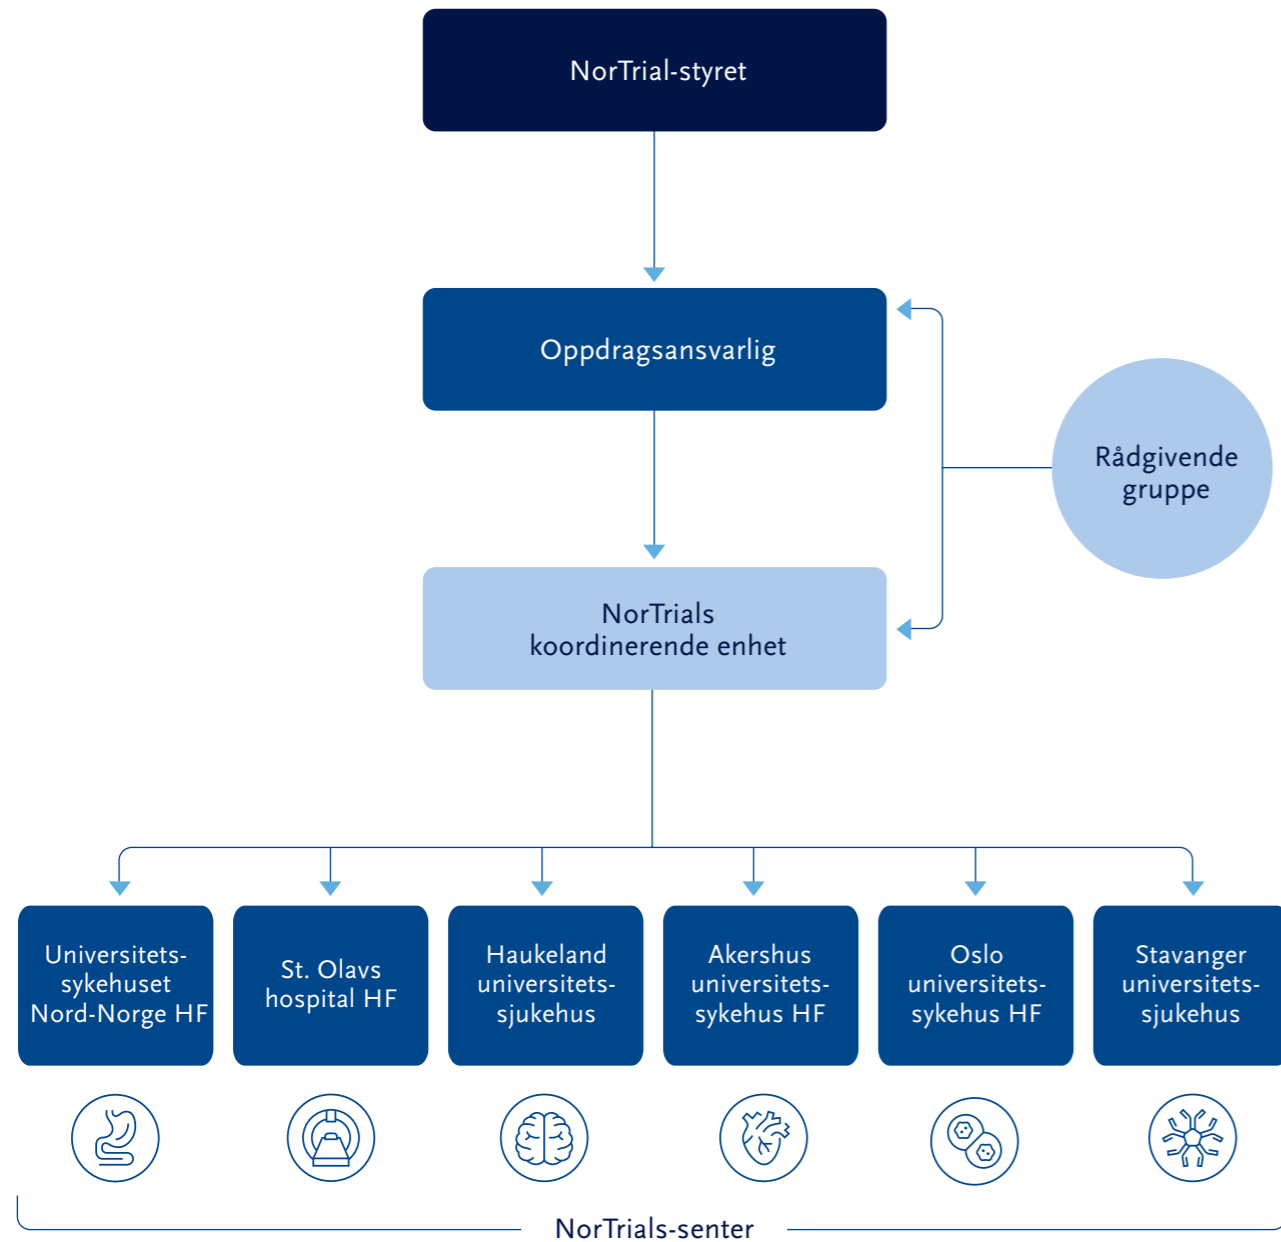 NorTrial-styret
Oppdragsansvarlig
Rådgivende
gruppe
NorTrials
koordinerende enhet
Universitets-
sykehuset
Nord-Norge HF
St. Olavs
hospital HF
Haukeland
universitets-
sjukehus
Akershus
universitets-
sykehus HF
Oslo
universitets-
sykehus HF
Stavanger
universitets-
sjukehus
NorTrials-senter